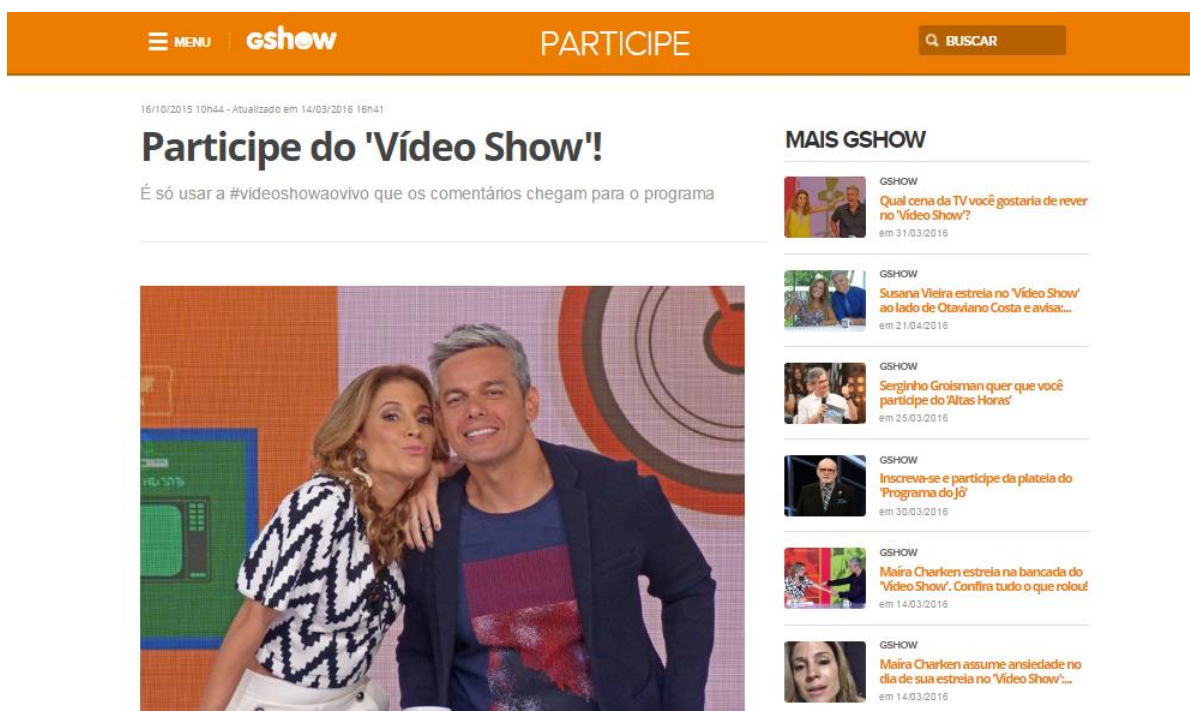 MENU
gshow
PARTICIPE
BUSCAR
16/10/2015 10h44 - Atualizado em 14/03/2016 16h41
Participe do 'Vídeo Show'!
É só usar a #videoshowaovivo que os comentários chegam para o programa
MAIS GSHOW
GSHOW
Qual cena da TV você gostaria de rever
no 'Vídeo Show'?
em 31/03/2016
GSHOW
Susana Vieira estreia no 'Vídeo Show'
ao lado de Otaviano Costa e avisa:...
em 21/04/2016
GSHOW
Serginho Groisman quer que você
participe do 'Altas Horas'
em 25/03/2016
GSHOW
Inscreva-se e participe da plateia do
'Programa do Jô'
em 30/03/2016
GSHOW
Maíra Charken estreia na bancada do
'Vídeo Show'. Confira tudo o que rolou!
em 14/03/2016
GSHOW
Maíra Charken assume ansiedade no
dia de sua estreia no 'Vídeo Show':...
em 14/03/2016